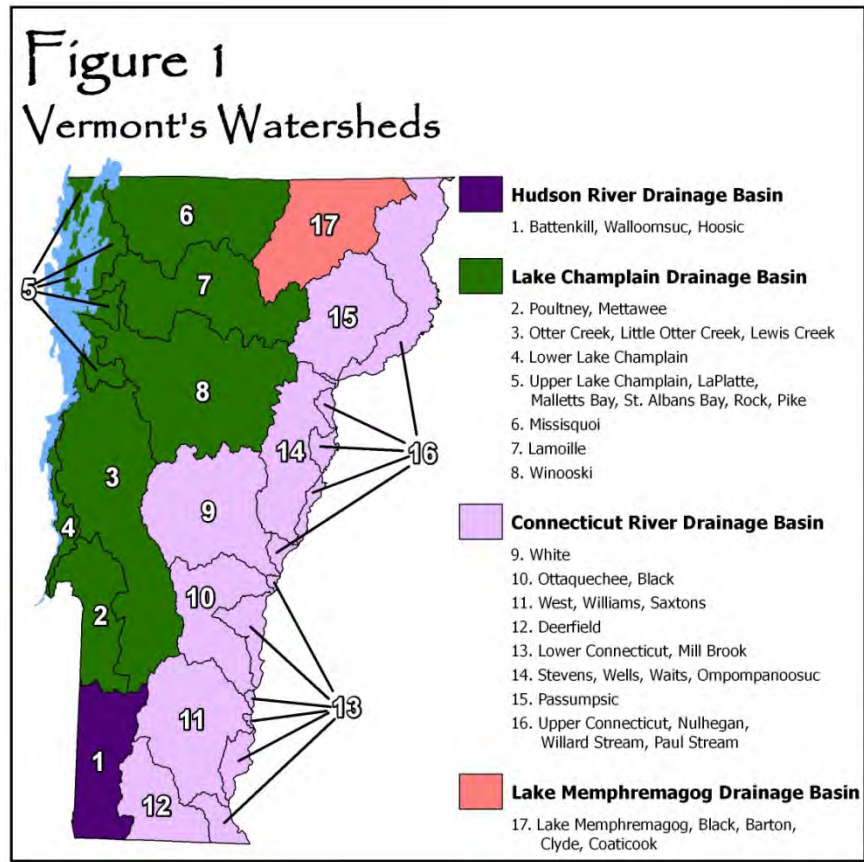 Figure 1
Vermont's Watersheds
6
17
7
5
15
8
14
16
3
9
4
10
2
13
11
1
12
Hudson River Drainage Basin
1. Battenkill, Walloomsuc, Hoosic
Lake Champlain Drainage Basin
2. Poultney, Mettawee
3. Otter Creek, Little Otter Creek, Lewis Creek
4. Lower Lake Champlain
5. Upper Lake Champlain, LaPlatte,
Malletts Bay, St. Albans Bay, Rock, Pike
6. Missisquoi
7. Lamoille
8. Winooski
Connecticut River Drainage Basin
9. White
10. Ottaquechee, Black
11. West, Williams, Saxtons
12. Deerfield
13. Lower Connecticut, Mill Brook
14. Stevens, Wells, Waits, Ompompanoosuc
15. Passumpsic
16. Upper Connecticut, Nulhegan,
Willard Stream, Paul Stream
Lake Memphremagog Drainage Basin
17. Lake Memphremagog, Black, Barton,
Clyde, Coaticook